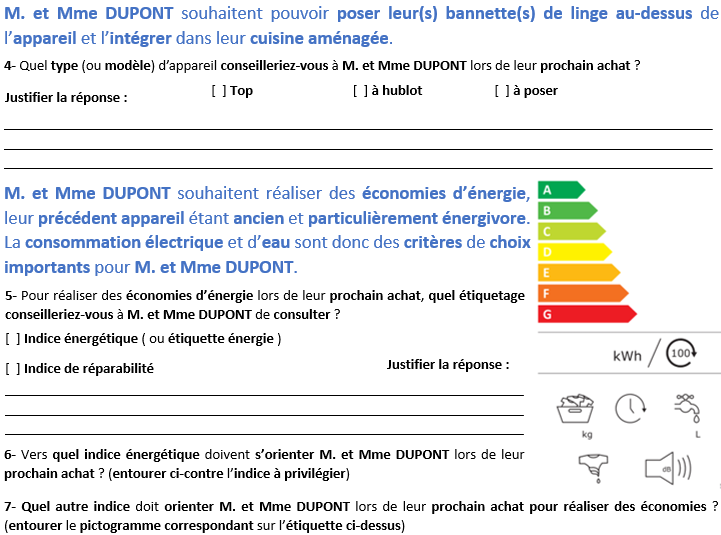 M. et Mme DUPONT souhaitent pouvoir poser leur(s) bannette(s) de linge au-dessus de
l'appareil et l'intégrer dans leur cuisine aménagée.
4- Quel type (ou modèle) d'appareil conseilleriez-vous à M. et Mme DUPONT lors de leur prochain achat ?
Justifier la réponse :
[ ] Top [ ] à hublot [ ] à poser
M. et Mme DUPONT souhaitent réaliser des économies d'énergie,
leur précédent appareil étant ancien et particulièrement énergivore.
La consommation électrique et d'eau sont donc des critères de choix
importants pour M. et Mme DUPONT.
5- Pour réaliser des économies d'énergie lors de leur prochain achat, quel étiquetage
conseilleriez-vous à M. et Mme DUPONT de consulter ?
[ ] Indice énergétique ( ou étiquette énergie )
[ ] Indice de réparabilité
Justifier la réponse :
A
B
C
D
E
F
G
kWh / 100
kg
L
6- Vers quel indice énergétique doivent s'orienter M. et Mme DUPONT lors de leur
prochain achat ? (entourer ci-contre l'indice à privilégier)
7- Quel autre indice doit orienter M. et Mme DUPONT lors de leur prochain achat pour réaliser des économies ?
(entourer le pictogramme correspondant sur l'étiquette ci-dessus)